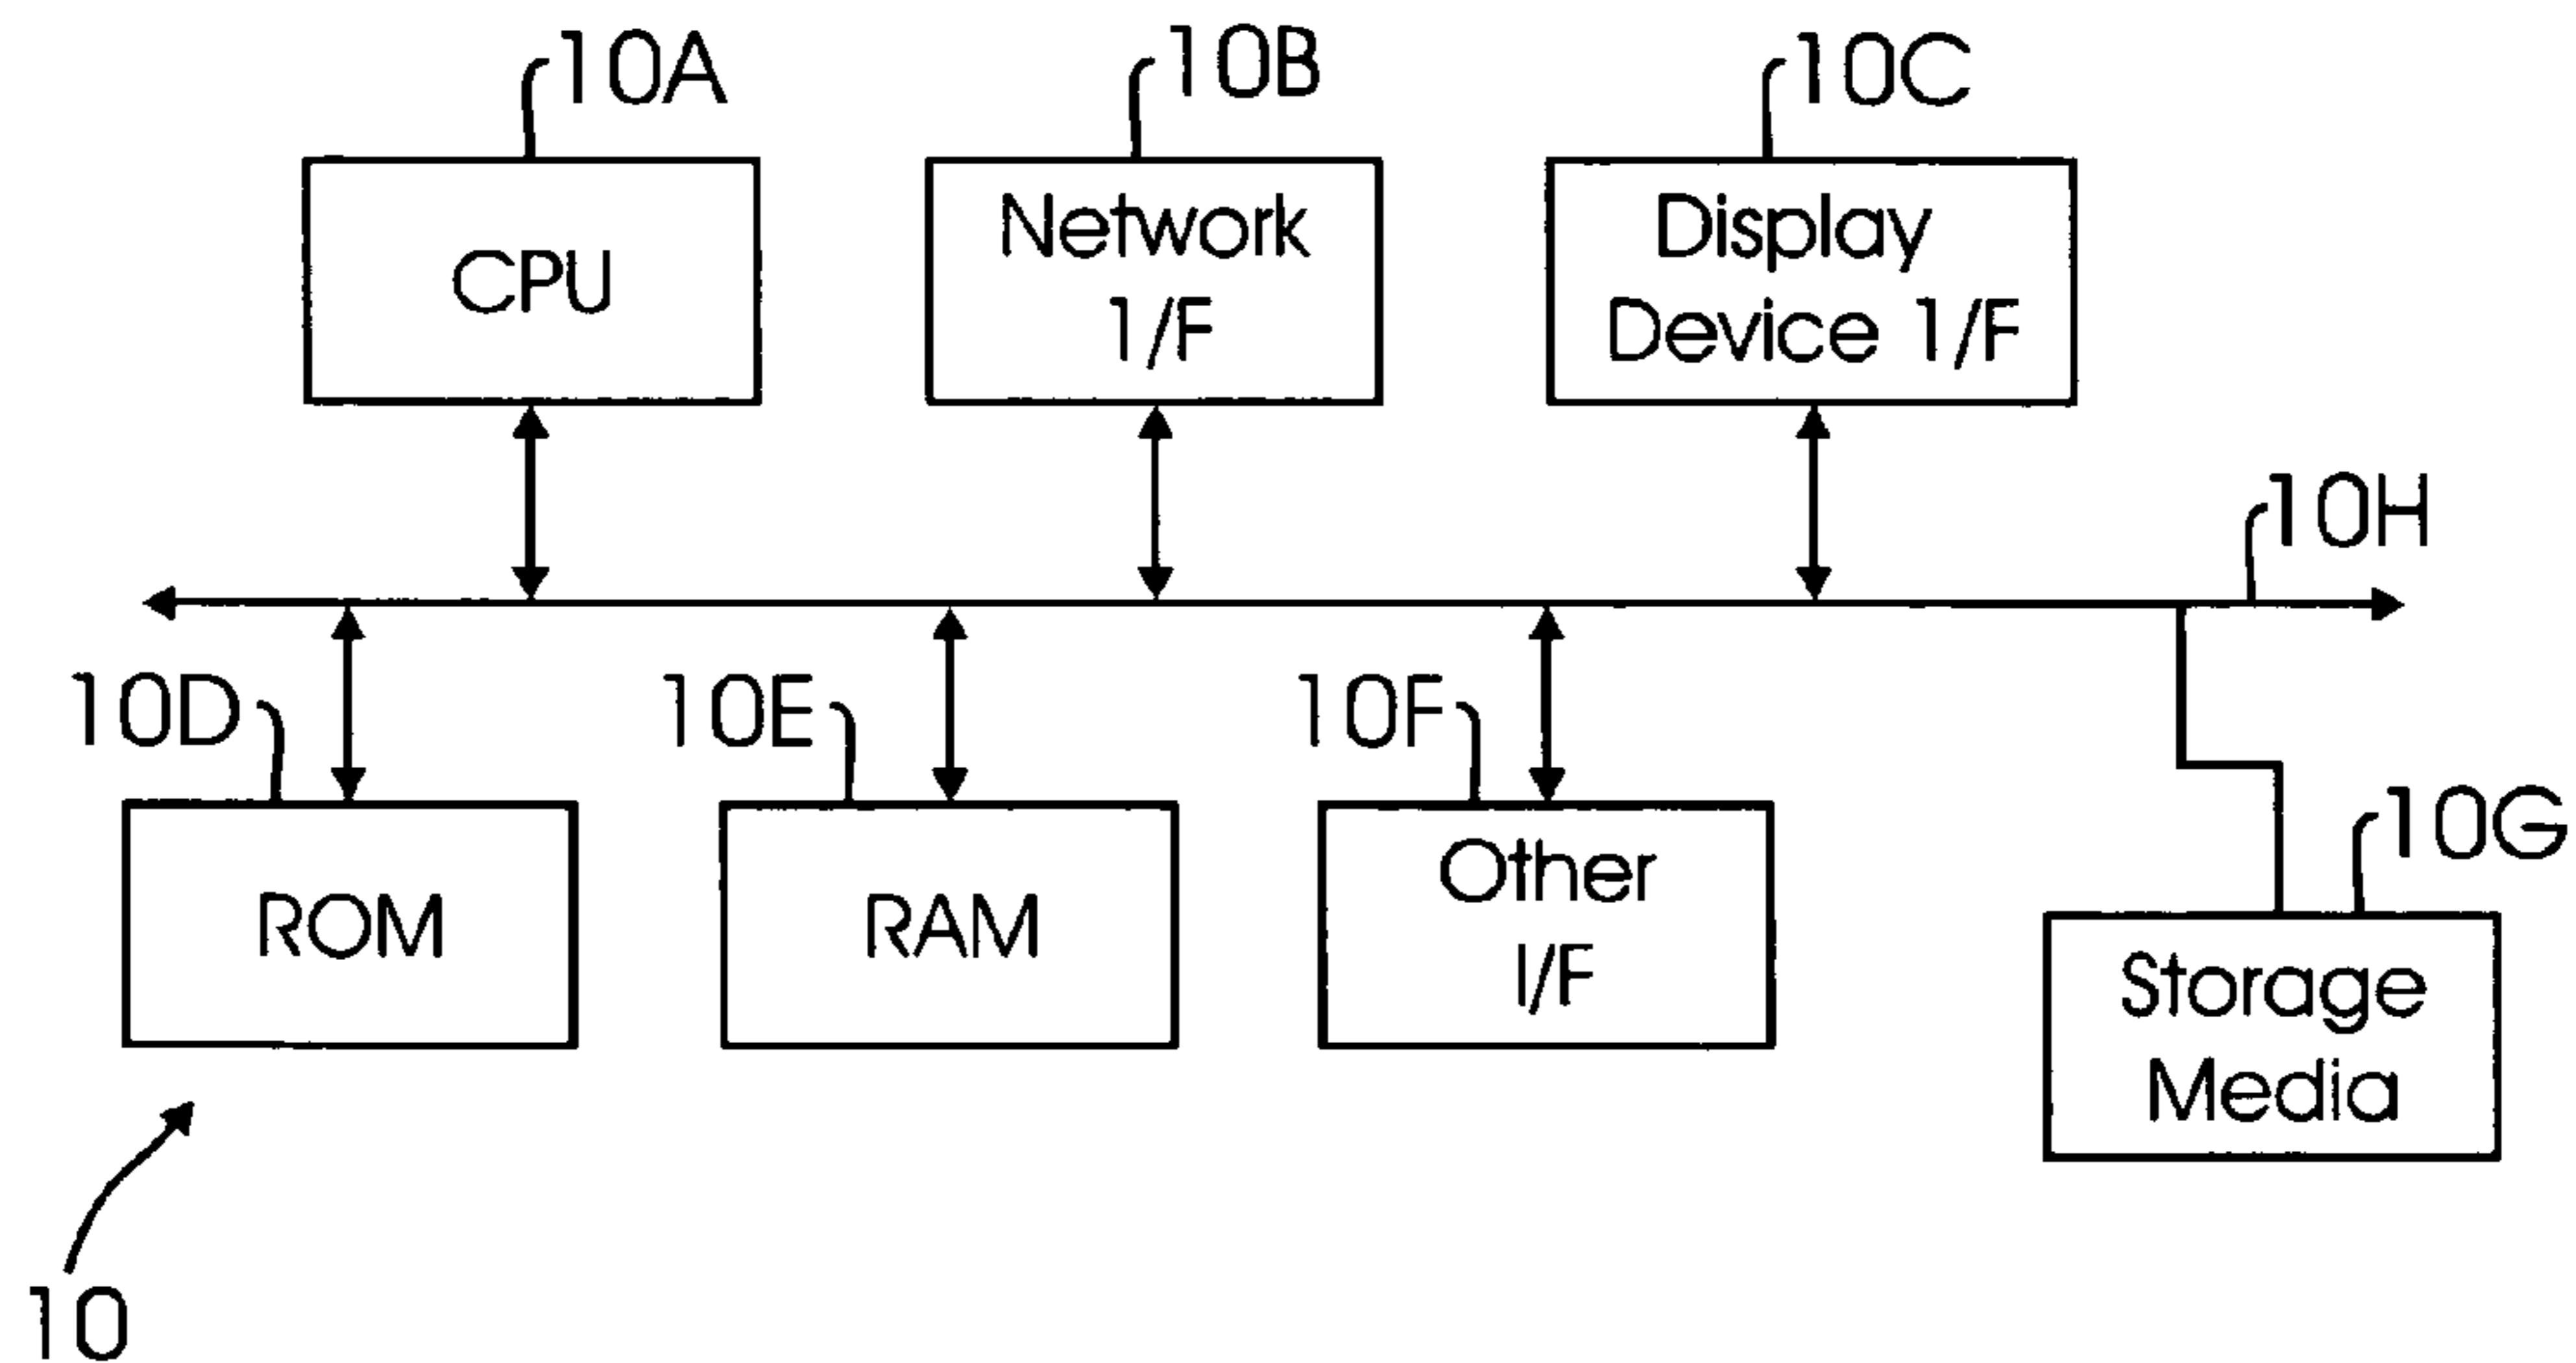 10A
10B
10C
CPU
Network
1/F
Display
Device 1/F
10H
10D
10E
10F
10G
ROM
RAM
Other
I/F
Storage
Media
10